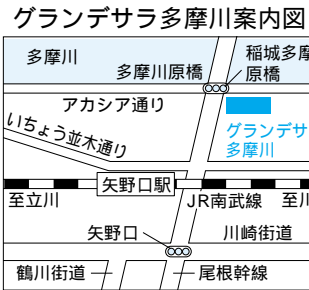 グランデサラ多摩川案内図
多摩川
多摩川原橋
稲城多摩
原橋
アカシア通り
いちょう並木通り
グランデサ
多摩川
矢野口駅
至立川
JR南武線
至川
矢野口
川崎街道
鶴川街道
尾根幹線